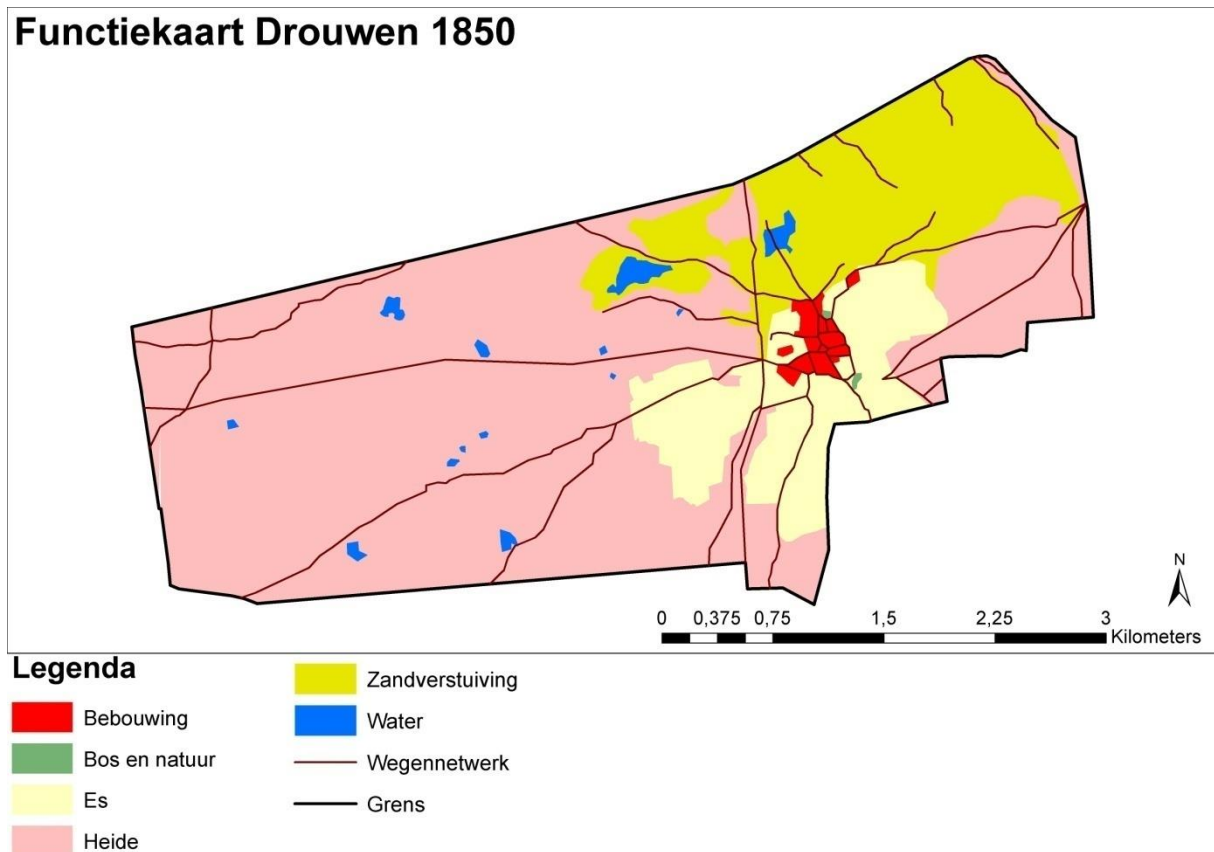 Functiekaart Drouwen 1850
N
0 0,375 0,75 1,5 2,25 3
Kilometers
Legenda
Bebouwing
Bos en natuur
Es
Heide
Zandverstuiving
Water
Wegennetwerk
Grens